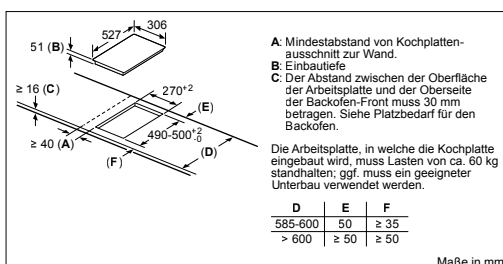 527
306
51 (B)
≥ 16 (C)
270⁺²
(E)
490-500⁺²₋₀
≥ 40 (A)
(D)
(F)
A: Mindestabstand von Kochplatten-
ausschnitt zur Wand.
B: Einbautiefe
C: Der Abstand zwischen der Oberfläche
der Arbeitsplatte und der Oberseite
der Backofen-Front muss 30 mm
betragen. Siehe Platzbedarf für den
Backofen.
Die Arbeitsplatte, in welche die Kochplatte
eingebaut wird, muss Lasten von ca. 60 kg
standhalten; ggf. muss ein geeigneter
Unterbau verwendet werden.
D E F
585-600 50 ≥ 35
> 600 ≥ 50 ≥ 50
Maße in mm